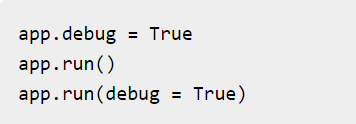 app.debug = True
app.run()
app.run(debug = True)